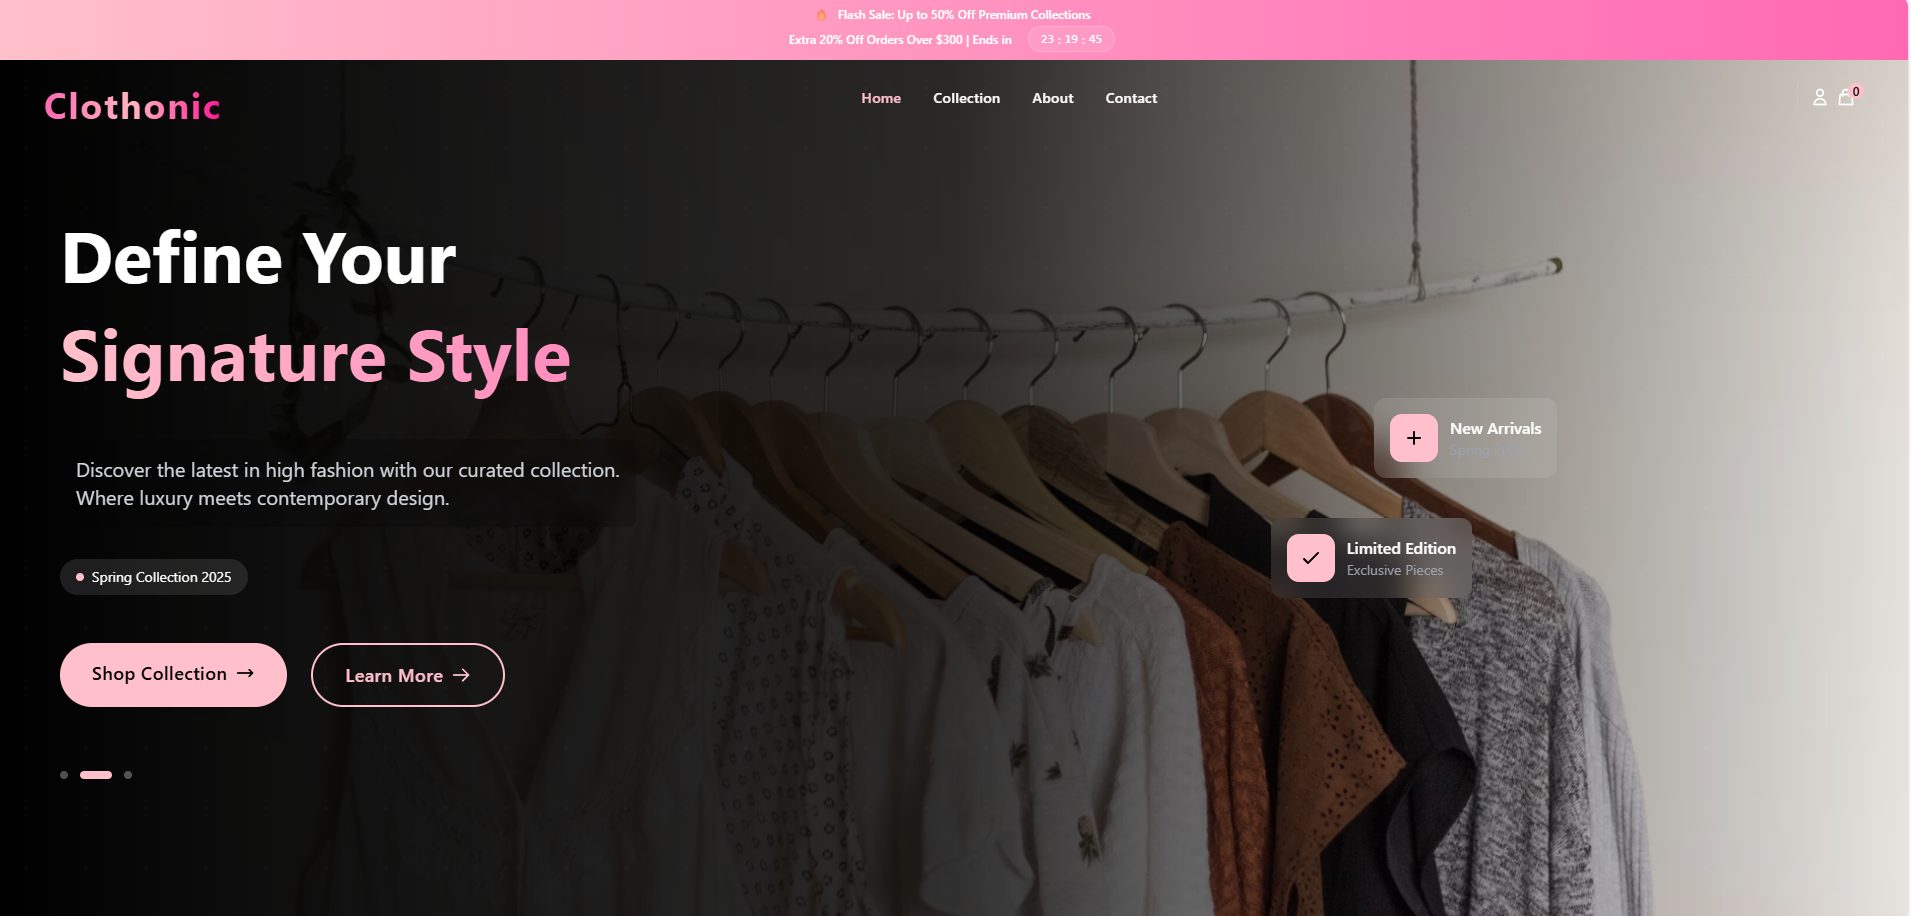 Flash Sale: Up to 50% Off Premium Collections
Extra 20% Off Orders Over $300 | Ends in 23 : 19 : 45
Clothonic
Home Collection About Contact
0
Define Your
Signature Style
Discover the latest in high fashion with our curated collection.
Where luxury meets contemporary design.
Spring Collection 2025
Shop Collection →
Learn More →
New Arrivals
Spring
Limited Edition
Exclusive Pieces